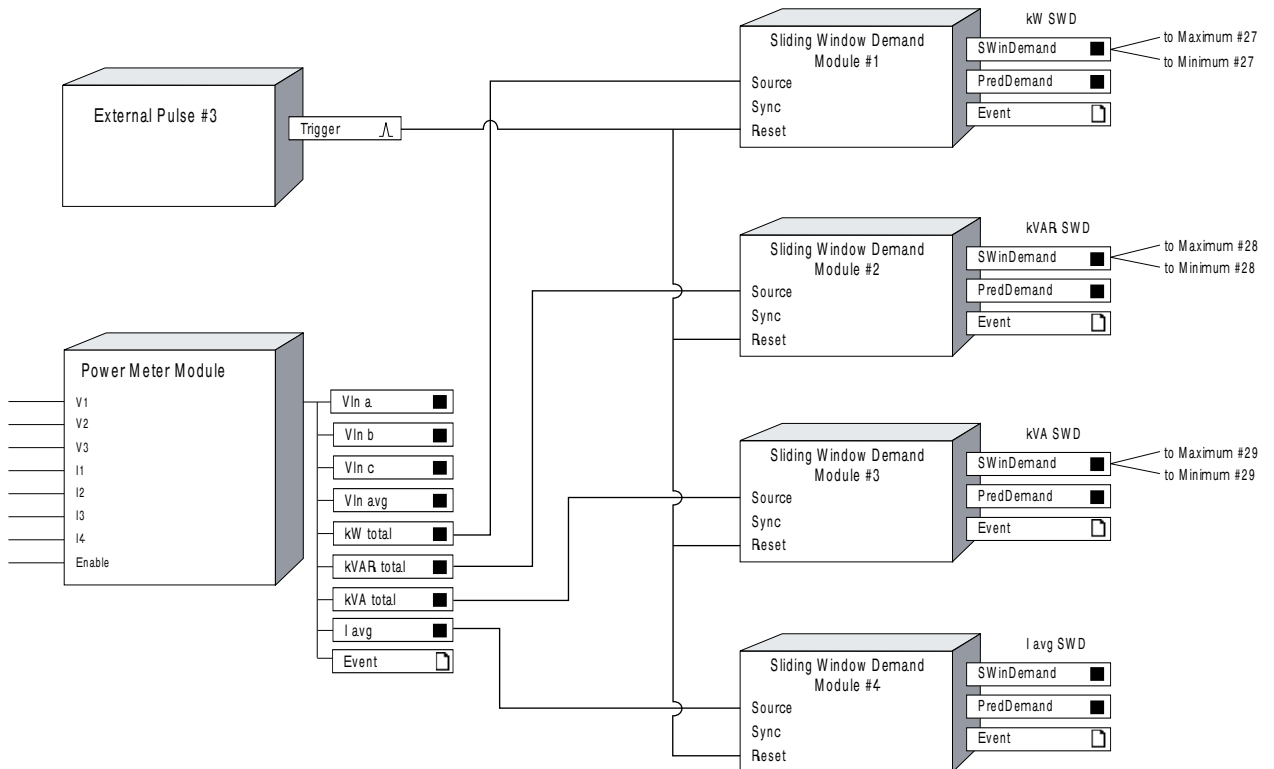 External Pulse #3
Trigger
Power Meter Module
V1
V2
V3
I1
I2
I3
I4
Enable
Vln a
Vln b
Vln c
Vln avg
kW total
kVAR total
kVA total
I avg
Event
Sliding Window Demand
Module #1
Source
Sync
Reset
kW SWD
SWinDemand
PredDemand
Event
to Maximum #27
to Minimum #27
Sliding Window Demand
Module #2
Source
Sync
Reset
kVAR SWD
SWinDemand
PredDemand
Event
to Maximum #28
to Minimum #28
Sliding Window Demand
Module #3
Source
Sync
Reset
kVA SWD
SWinDemand
PredDemand
Event
to Maximum #29
to Minimum #29
Sliding Window Demand
Module #4
Source
Sync
Reset
I avg SWD
SWinDemand
PredDemand
Event